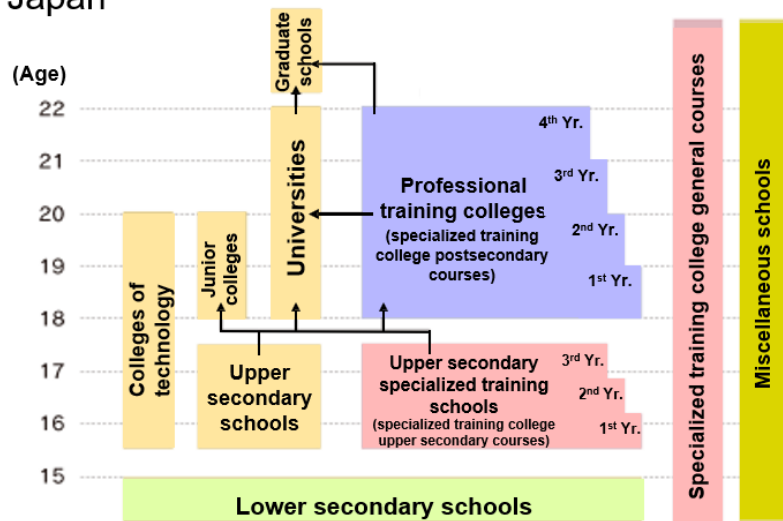 Japan
(Age)
22
21
20
19
18
17
16
15
Graduate
schools
Universities
Junior
colleges
Colleges of
technology
Professional
training colleges
(specialized training
college postsecondary
courses)
4th Yr.
3rd Yr.
2nd Yr.
1st Yr.
Upper
secondary
schools
Upper secondary
specialized training
schools
(specialized training college
upper secondary courses)
3rd Yr.
2nd Yr.
1st Yr.
Lower secondary schools
Specialized training college general courses
Miscellaneous schools